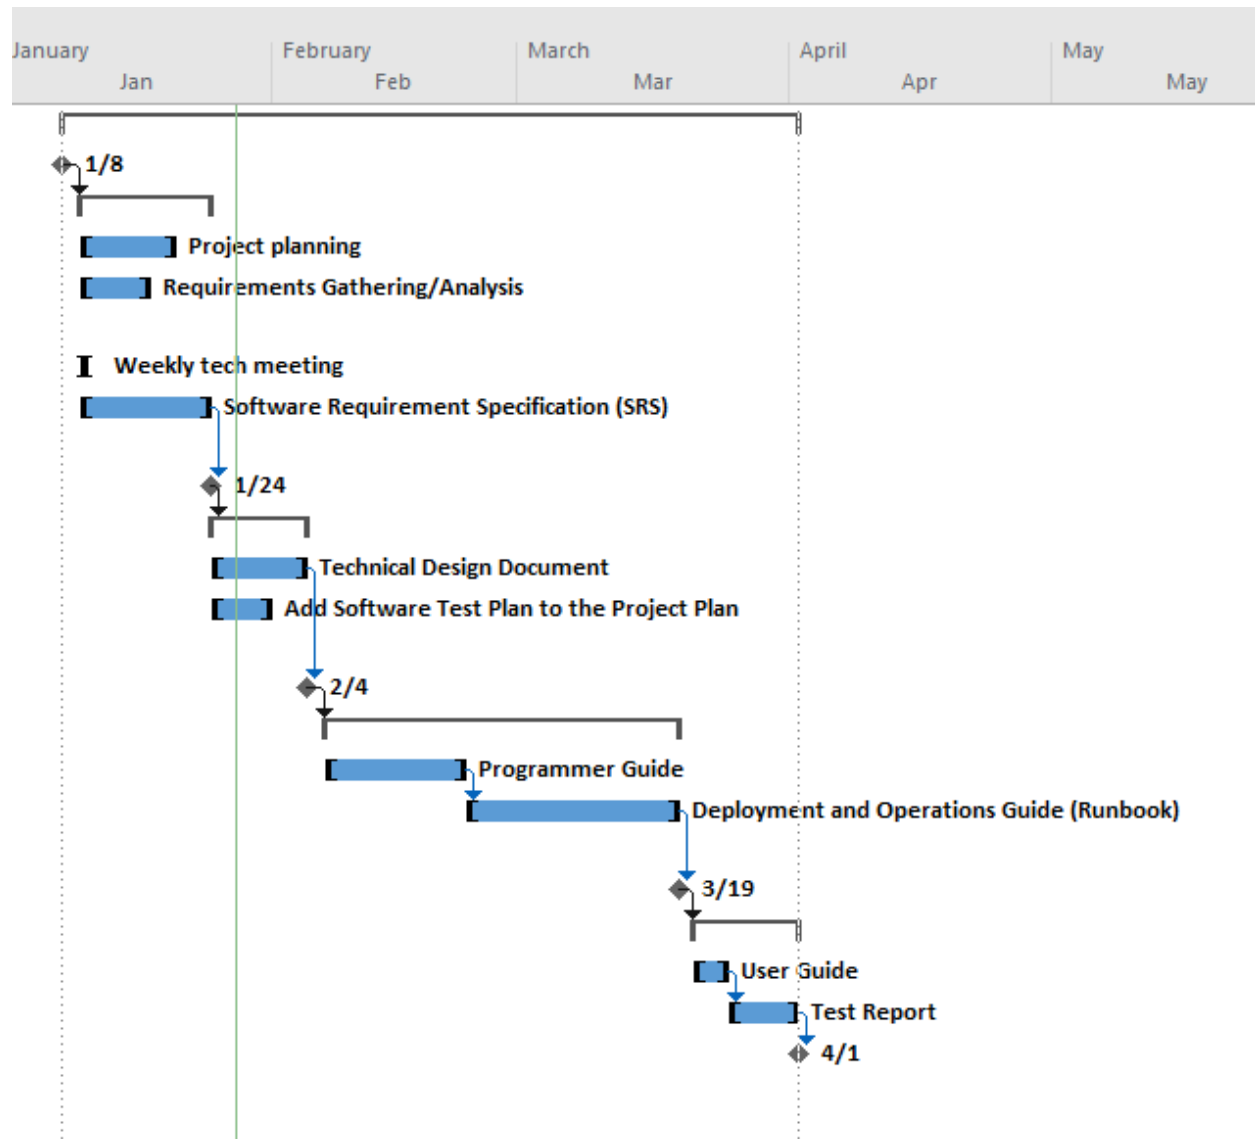 January February March April May
Jan Feb Mar Apr May
1/8
Project planning
Requirements Gathering/Analysis
Weekly tech meeting
Software Requirement Specification (SRS)
1/24
Technical Design Document
Add Software Test Plan to the Project Plan
2/4
Programmer Guide
Deployment and Operations Guide (Runbook)
3/19
User Guide
Test Report
4/1